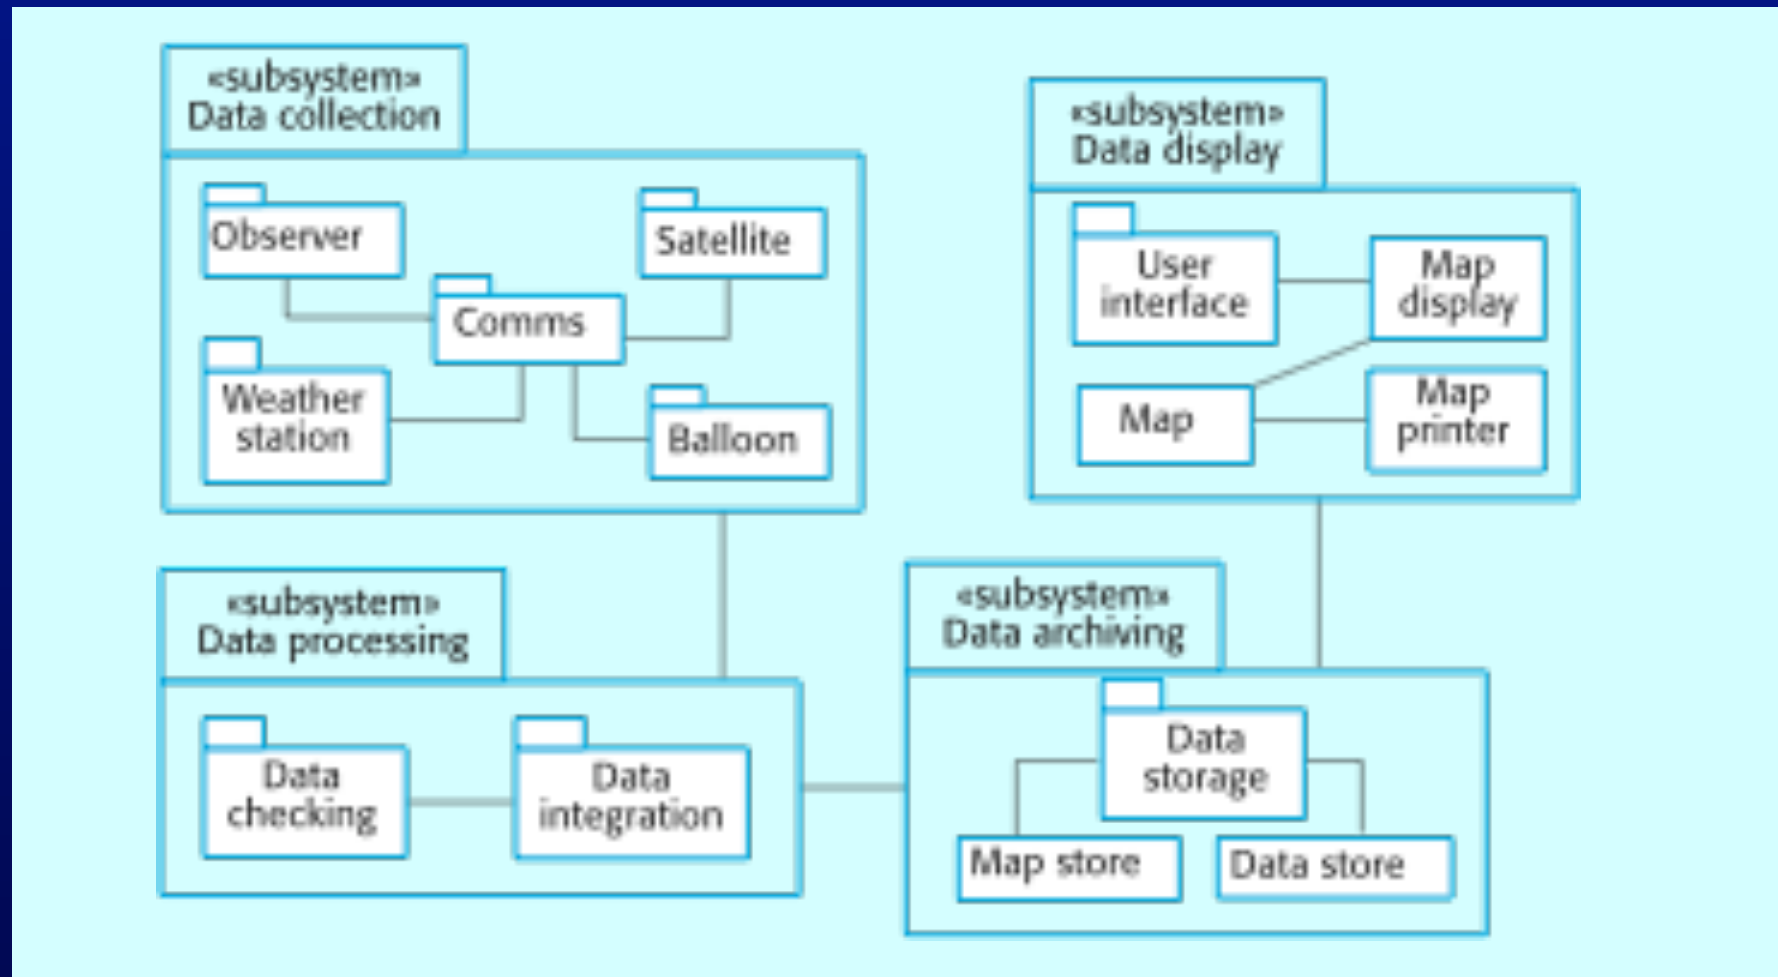 «subsystem»
Data collection
Observer
Satellite
Comms
Weather
station
Balloon
«subsystem»
Data display
User
interface
Map
display
Map
Map
printer
«subsystem»
Data processing
Data
checking
Data
integration
«subsystem»
Data archiving
Data
storage
Map store
Data store